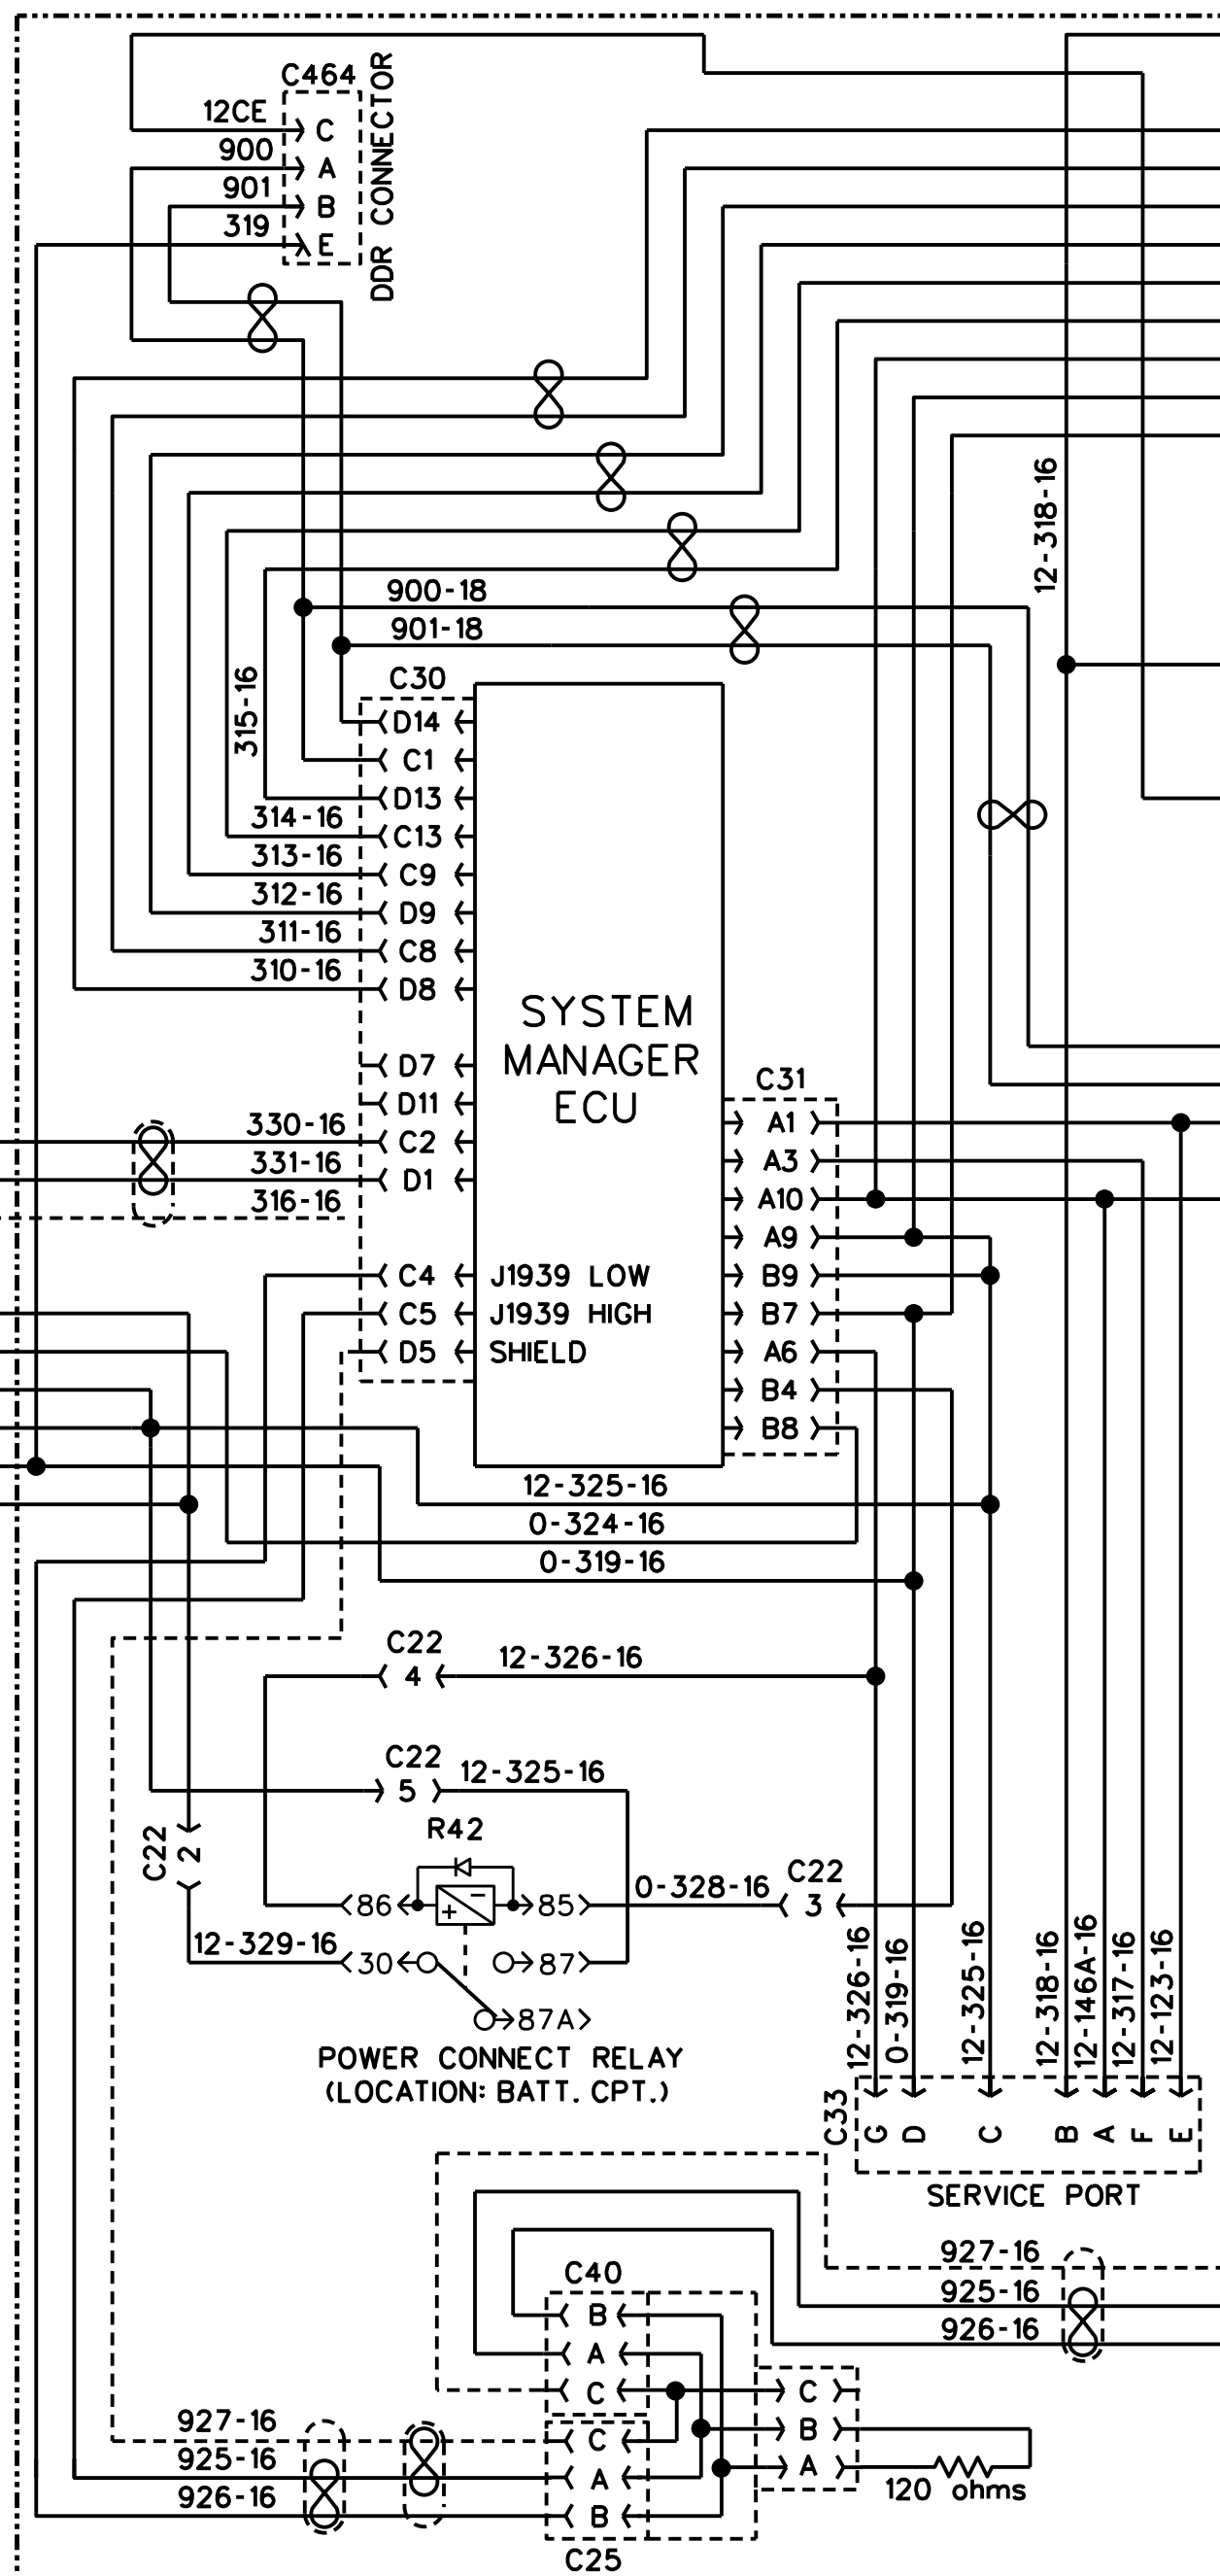 C464
DDR CONNECTOR
12CE C
900 A
901 B
319 E
12-318-16
900-18
901-18
315-16
C30
D14
C1
D13
314-16 C13
313-16 C9
312-16 D9
311-16 C8
310-16 D8
SYSTEM
MANAGER
ECU
D7
D11
330-16 C2
331-16 D1
316-16
C31
A1
A3
A10
A9
C4 J1939 LOW B9
C5 J1939 HIGH B7
D5 SHIELD A6
B4
B8
12-325-16
0-324-16
0-319-16
C22
4 12-326-16
C22
5 12-325-16
R42
C22 2
C22
86 + - 85 0-328-16 3
12-329-16 30 87
87A
POWER CONNECT RELAY
(LOCATION: BATT. CPT.)
12-326-16
0-319-16
12-325-16
12-318-16
12-146A-16
12-317-16
12-123-16
C33
G D C B A F E
SERVICE PORT
927-16
925-16
926-16
C40
B
A
C C
927-16 C B
925-16 A A
120 ohms
926-16 B
C25